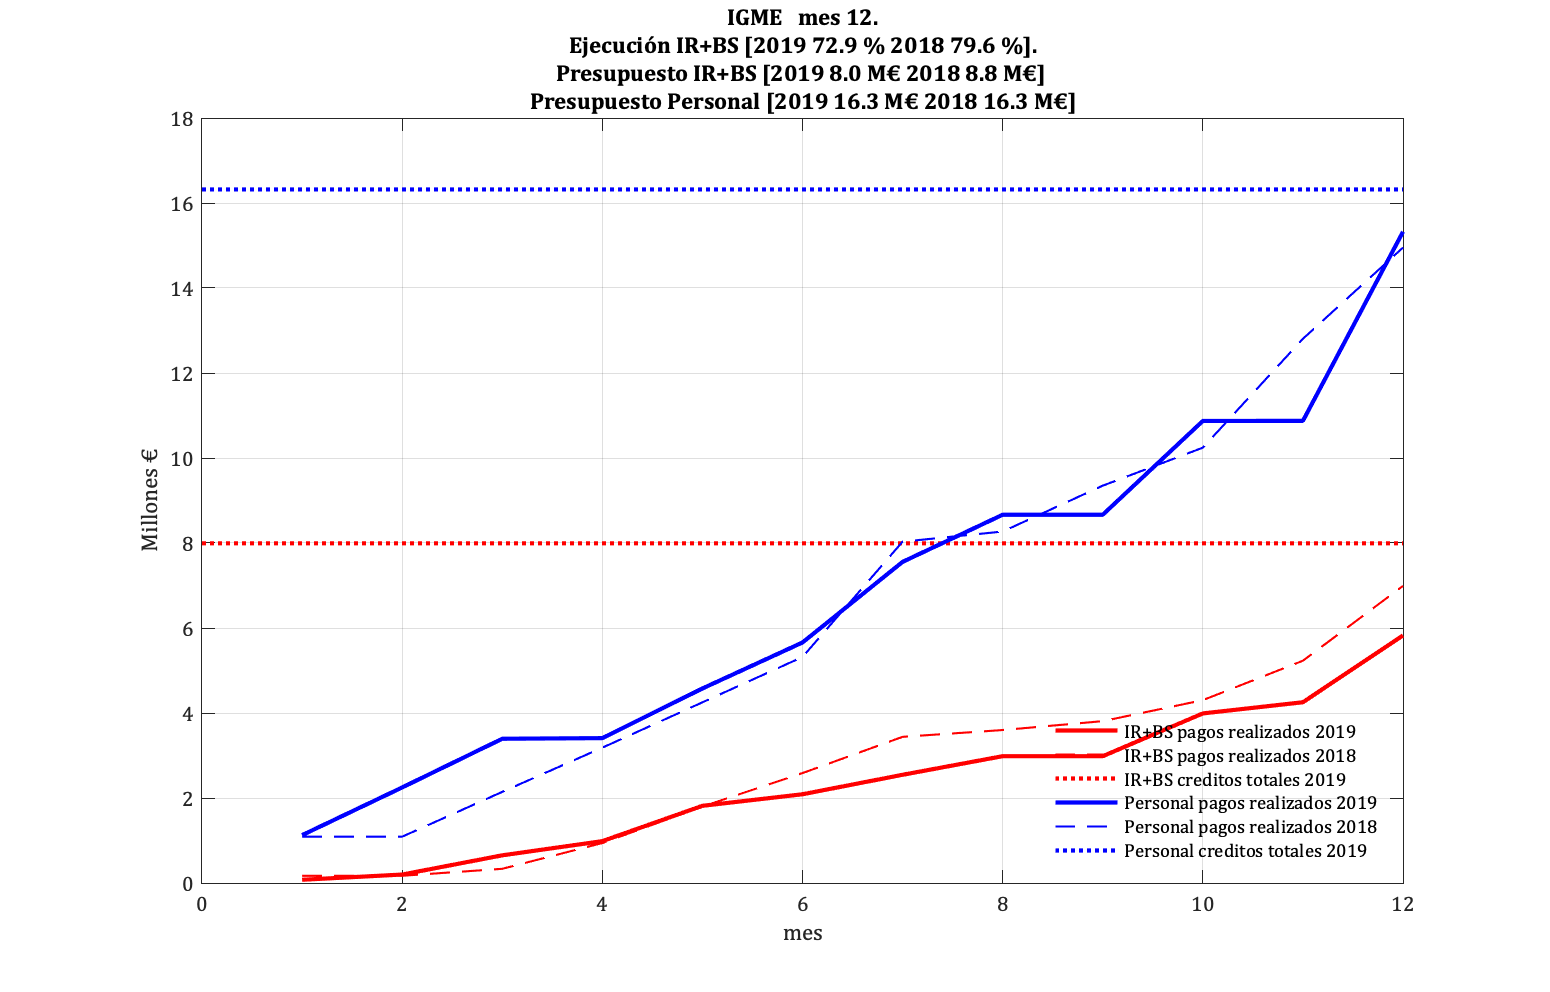 IGME   mes 12.
Ejecución IR+BS [2019 72.9 % 2018 79.6 %].
Presupuesto IR+BS [2019 8.0 M€ 2018 8.8 M€]
Presupuesto Personal [2019 16.3 M€ 2018 16.3 M€]
18
16
14
12
10
8
6
4
2
0
Millones €
IR+BS pagos realizados 2019
IR+BS pagos realizados 2018
IR+BS creditos totales 2019
Personal pagos realizados 2019
Personal pagos realizados 2018
Personal creditos totales 2019
0 2 4 6 8 10 12
mes